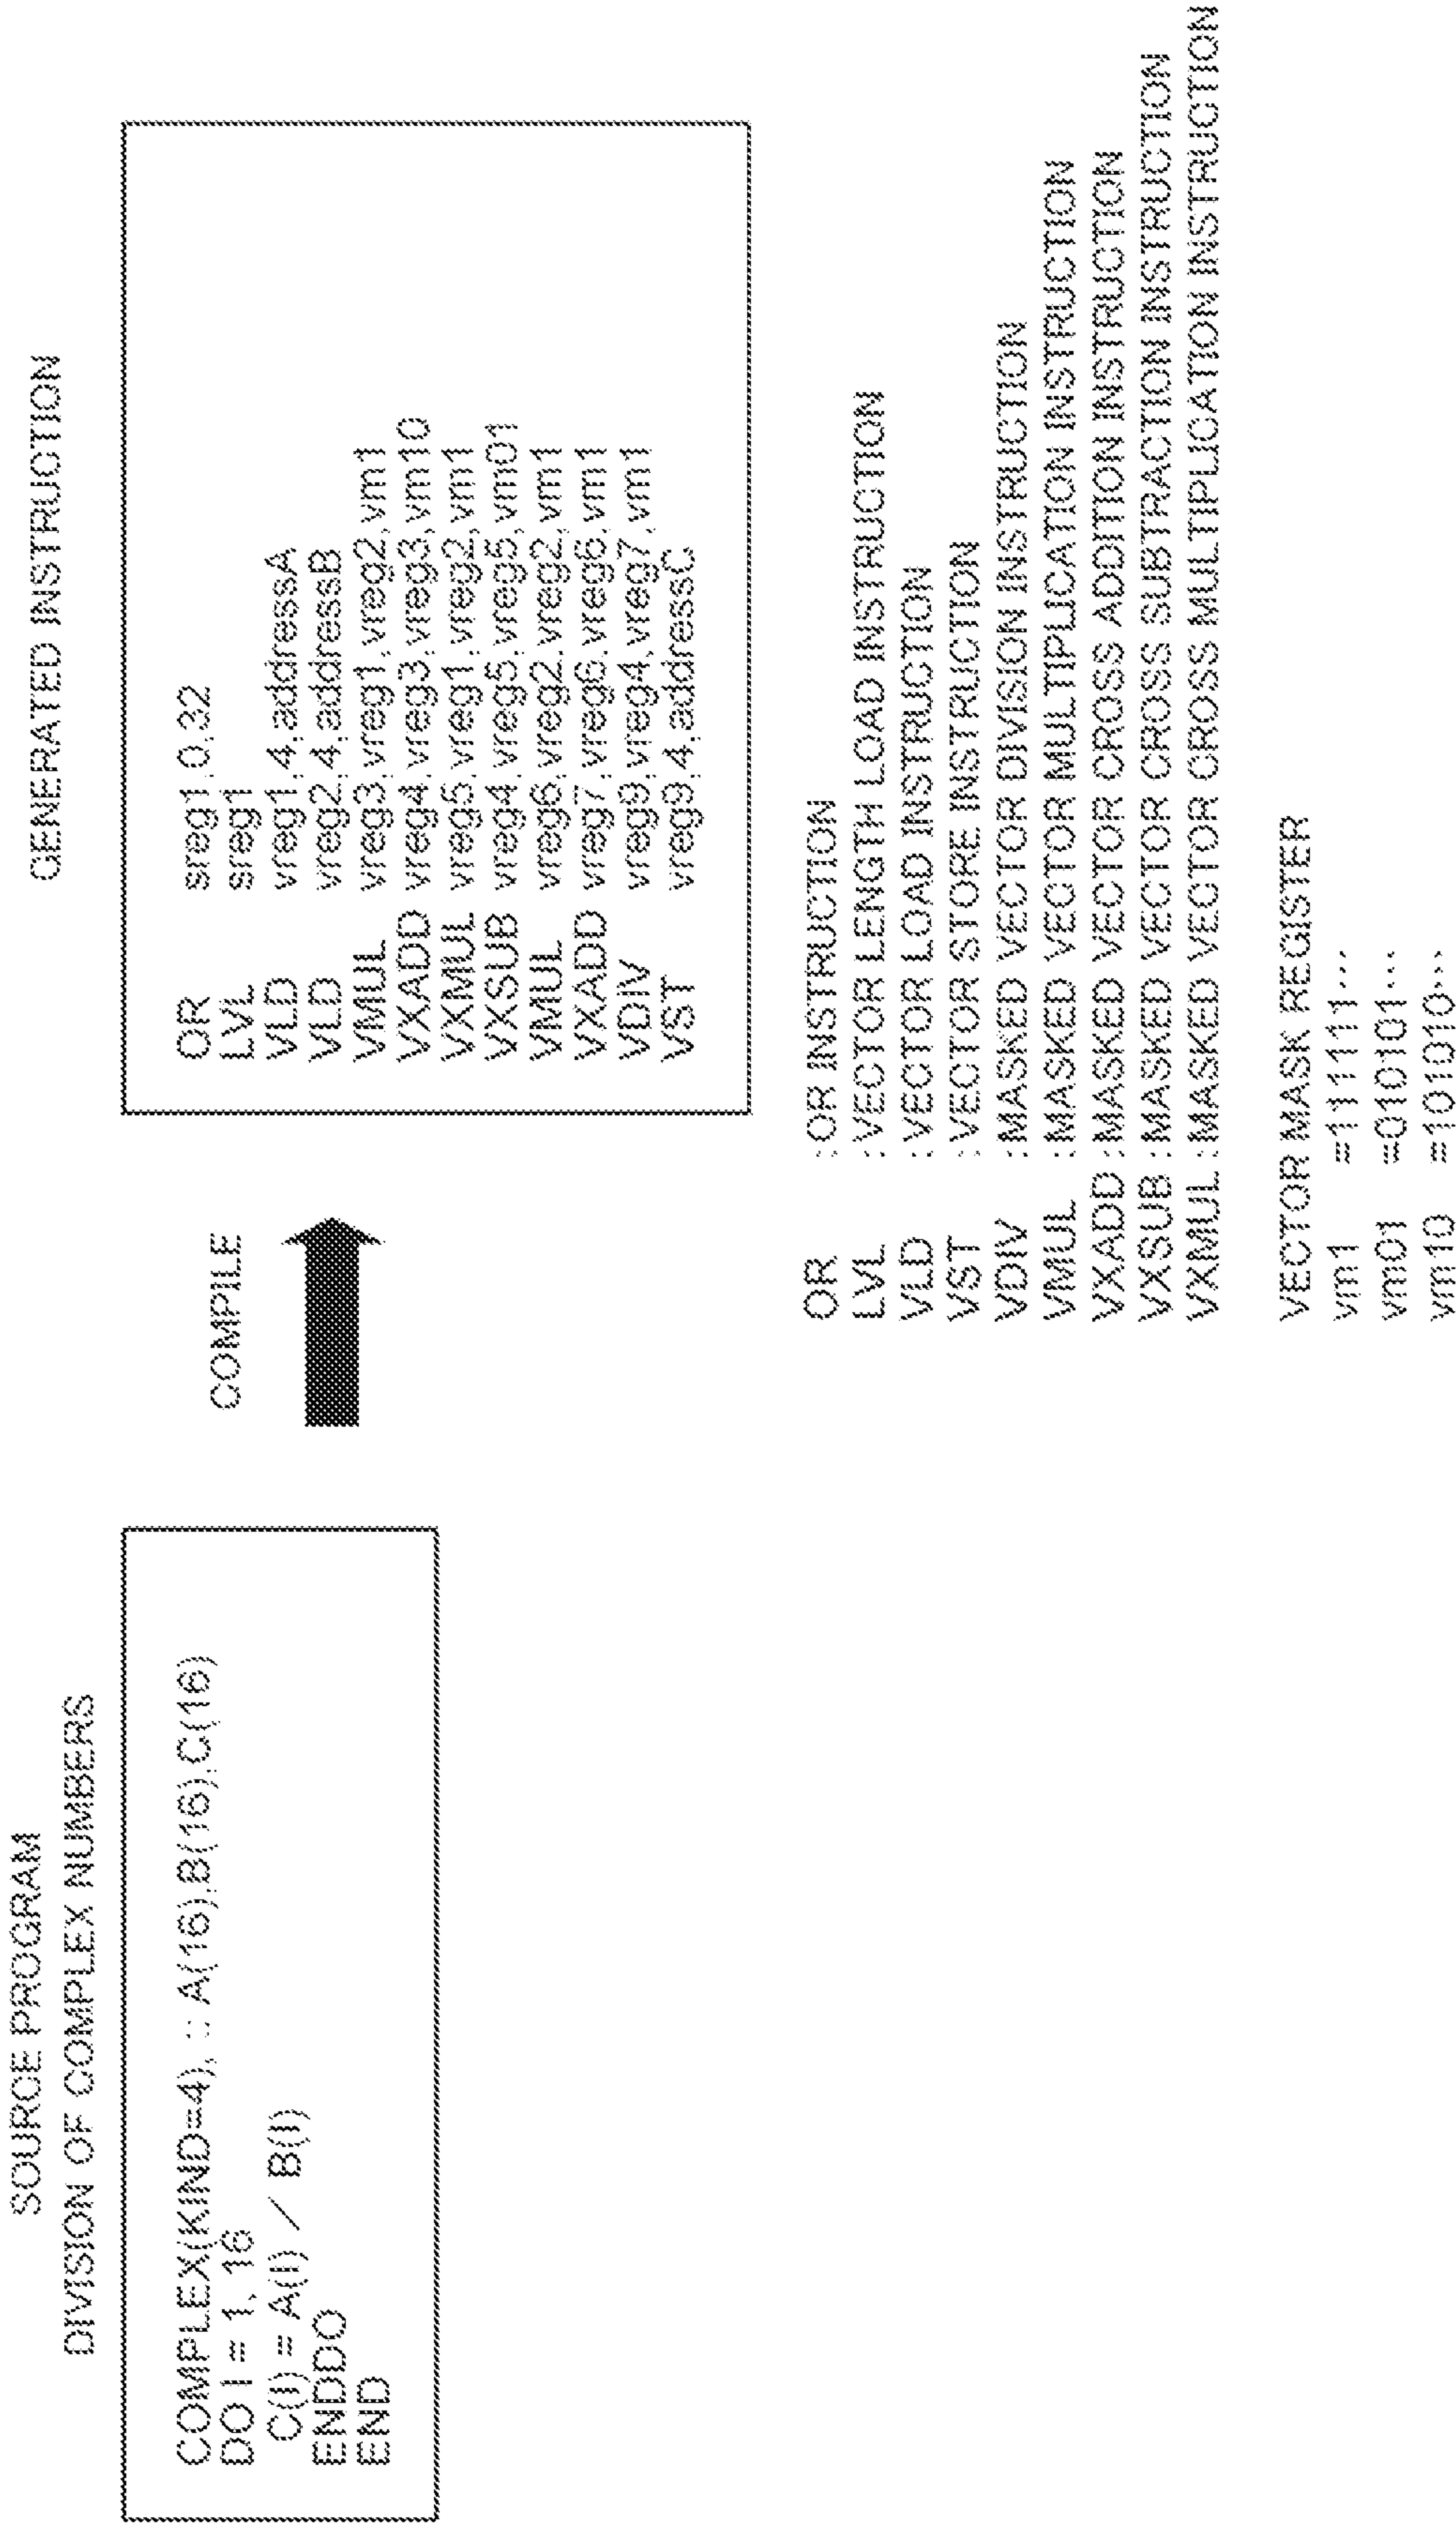 SOURCE PROGRAM
DIVISION OF COMPLEX NUMBERS
COMPLEX(KIND=4), :: A(16),B(16),C(16)
DO I = 1, 16
C(I) = A(I) / B(I)
ENDDO
END
COMPILE
GENERATED INSTRUCTION
OR sreg1,0,32
LVL sreg1
VLD vreg1,4,addressA
VLD vreg2,4,addressB
VMUL vreg3,vreg1,vreg2,vm1
VXADD vreg4,vreg3,vreg3,vm10
VXMUL vreg5,vreg1,vreg2,vm1
VXSUB vreg4,vreg5,vreg5,vm01
VMUL vreg6,vreg2,vreg2,vm1
VXADD vreg7,vreg6,vreg6,vm1
VDIV vreg9,vreg4,vreg7,vm1
VST vreg9,4,addressC
OR :OR INSTRUCTION
LVL :VECTOR LENGTH LOAD INSTRUCTION
VLD :VECTOR LOAD INSTRUCTION
VST :VECTOR STORE INSTRUCTION
VDIV :MASKED VECTOR DIVISION INSTRUCTION
VMUL :MASKED VECTOR MULTIPLICATION INSTRUCTION
VXADD :MASKED VECTOR CROSS ADDITION INSTRUCTION
VXSUB :MASKED VECTOR CROSS SUBTRACTION INSTRUCTION
VXMUL :MASKED VECTOR CROSS MULTIPLICATION INSTRUCTION
VECTOR MASK REGISTER
vm1 =111111···
vm01 =010101···
vm10 =101010···